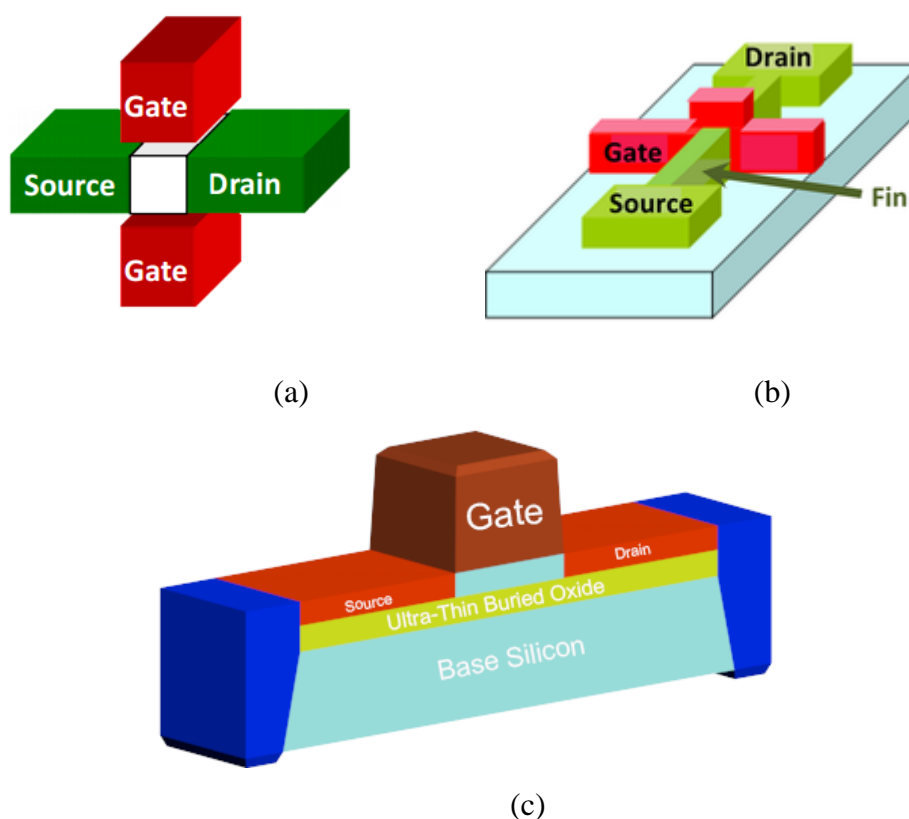 Gate
Source
Drain
Gate
Drain
Gate
Source
Fin
(a)
(b)
Gate
Drain
Source
Ultra-Thin Buried Oxide
Base Silicon
(c)